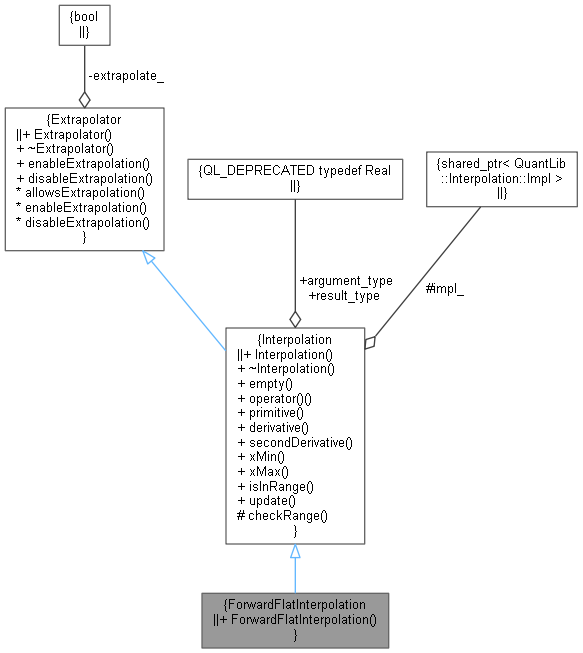 {bool
||}
-extrapolate_
{Extrapolator
||+ Extrapolator()
+ ~Extrapolator()
+ enableExtrapolation()
+ disableExtrapolation()
* allowsExtrapolation()
* enableExtrapolation()
* disableExtrapolation()
}
{QL_DEPRECATED typedef Real
||}
{shared_ptr< QuantLib
::Interpolation::Impl >
||}
+argument_type
+result_type
#impl_
{Interpolation
||+ Interpolation()
+ ~Interpolation()
+ empty()
+ operator()()
+ primitive()
+ derivative()
+ secondDerivative()
+ xMin()
+ xMax()
+ isInRange()
+ update()
# checkRange()
}
{ForwardFlatInterpolation
||+ ForwardFlatInterpolation()
}